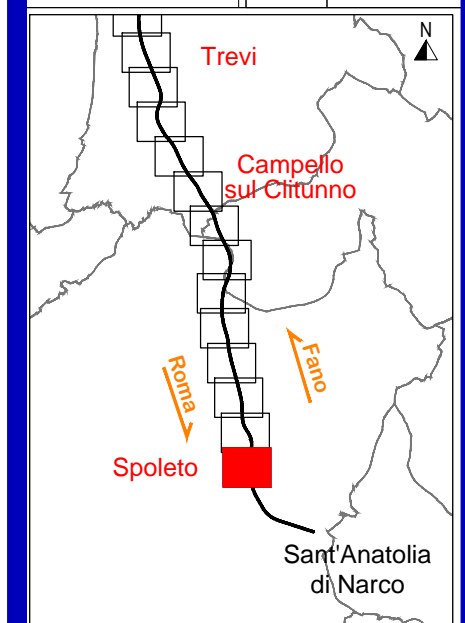 N
Trevi
Campello
sul Clitunno
Fano
Roma
Spoleto
Sant'Anatolia
di Narco